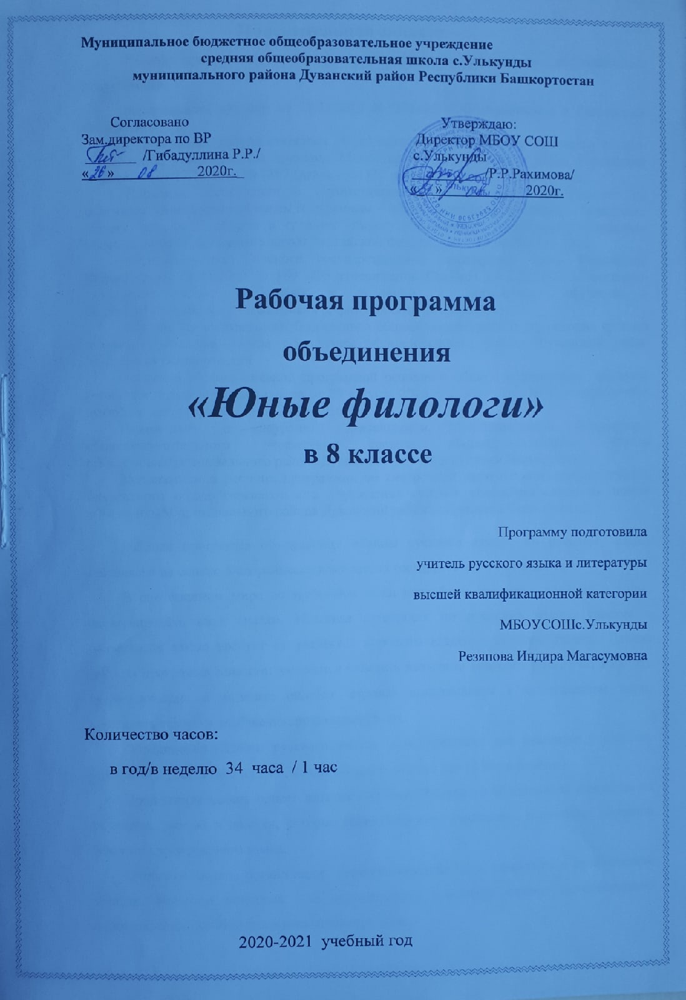 Муниципальное бюджетное общеобразовательное учреждение
средняя общеобразовательная школа с.Улькунды
муниципального района Дуванский район Республики Башкортостан
Согласовано
Зам.директора по ВР
/Гибадуллина Р.Р./
«26» 08 2020г.
Утверждаю:
Директор МБОУ СОШ
с.Улькунды
/Р.Р.Рахимова/
« » 08 2020г.
МБОУ СОШ
с. Улькунды
Рабочая программа
объединения
«Юные филологи»
в 8 классе
Программу подготовила
учитель русского языка и литературы
высшей квалификационной категории
МБОУСОШс.Улькунды
Резяпова Индира Магасумовна
Количество часов:
в год/в неделю 34 часа / 1 час
2020-2021 учебный год